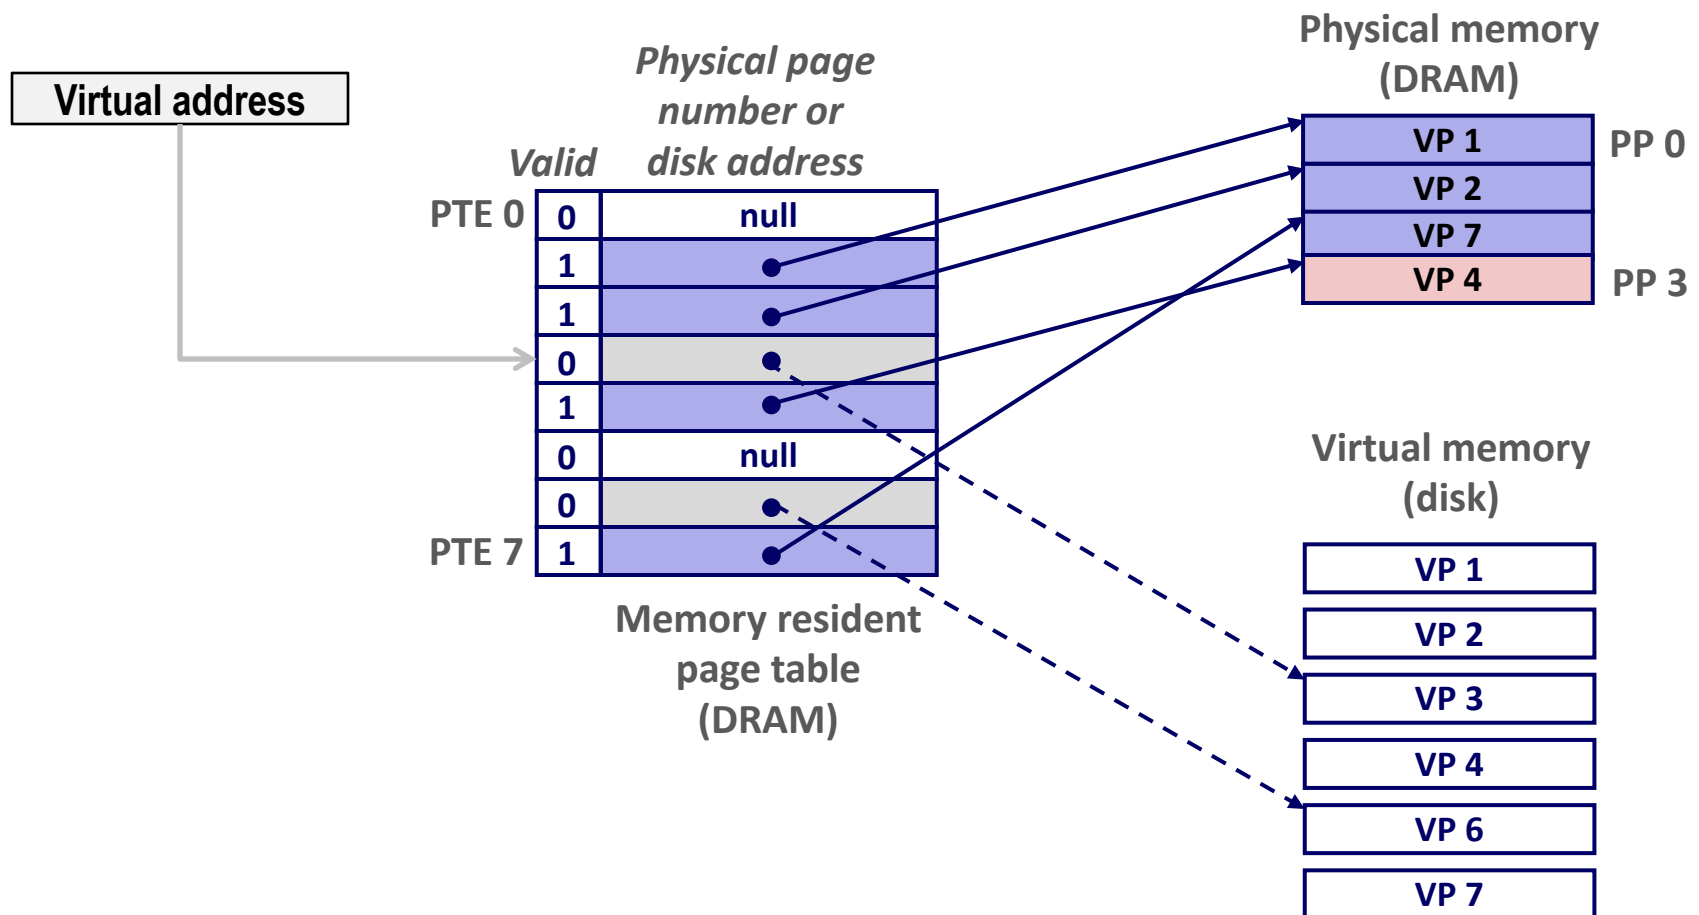 Virtual address
Physical page
number or
disk address
Valid
PTE 0
0
null
1
1
0
1
0
null
0
PTE 7
1
Memory resident
page table
(DRAM)
Physical memory
(DRAM)
VP 1
PP 0
VP 2
VP 7
VP 4
PP 3
Virtual memory
(disk)
VP 1
VP 2
VP 3
VP 4
VP 6
VP 7